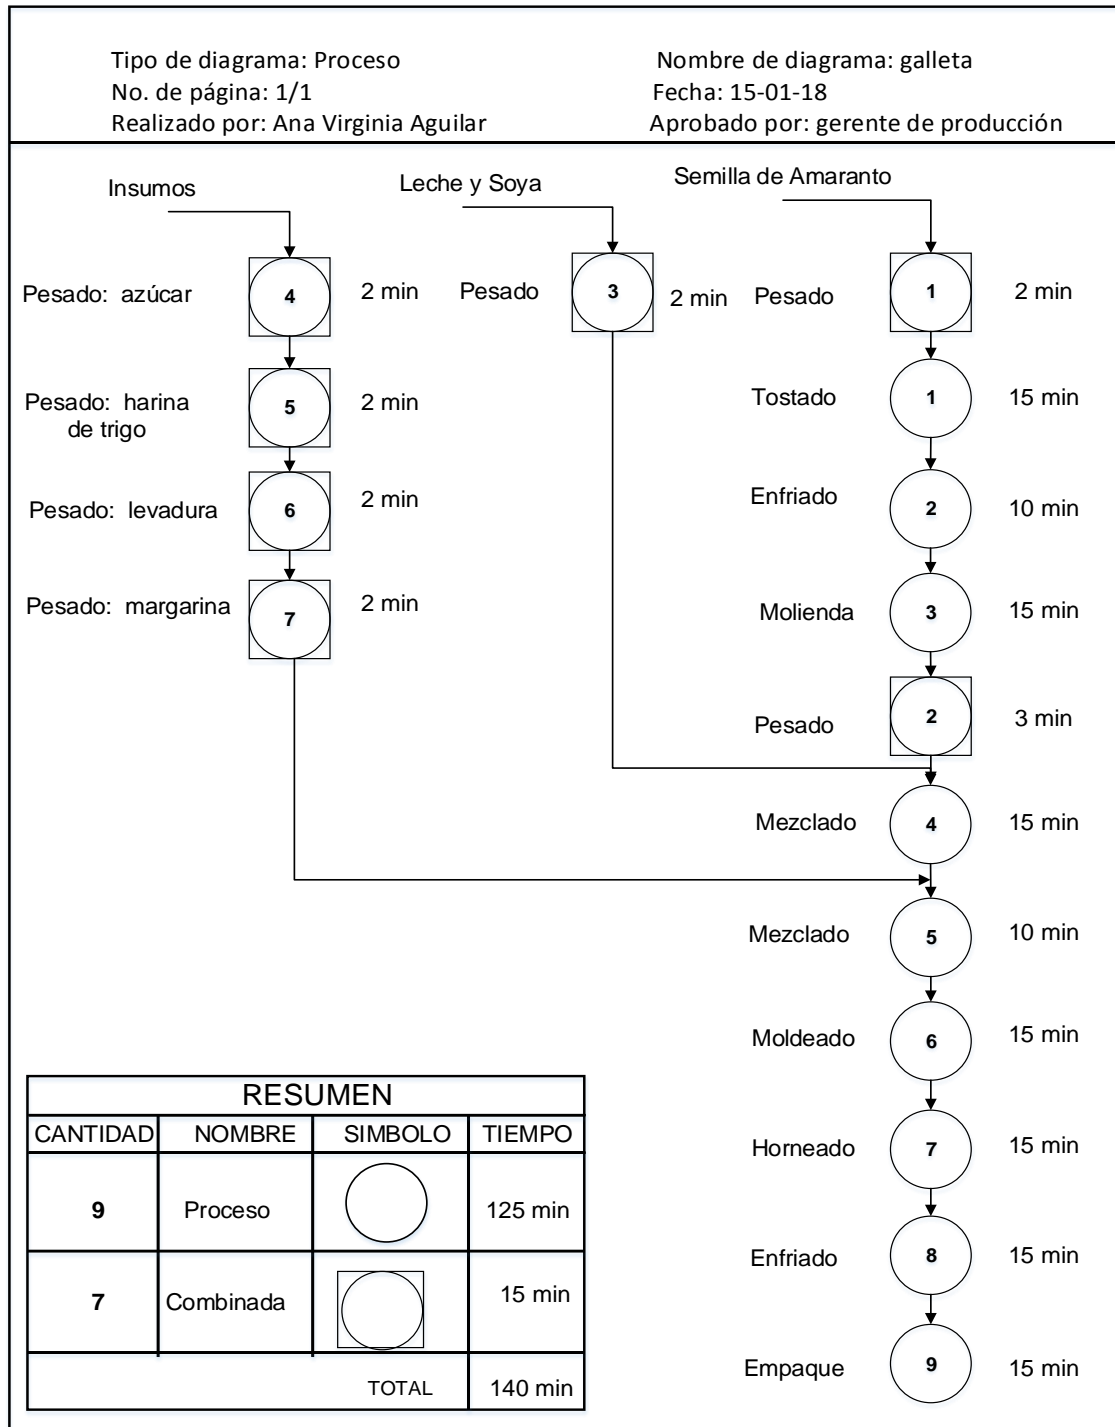 Tipo de diagrama: Proceso
Nombre de diagrama: galleta
No. de página: 1/1
Fecha: 15-01-18
Realizado por: Ana Virginia Aguilar
Aprobado por: gerente de producción
Insumos
Leche y Soya
Semilla de Amaranto
Pesado: azúcar
4
2 min
Pesado
3
2 min
Pesado
1
2 min
Pesado: harina
de trigo
5
2 min
Tostado
1
15 min
Pesado: levadura
6
2 min
Enfriado
2
10 min
Pesado: margarina
7
2 min
Molienda
3
15 min
Pesado
2
3 min
Mezclado
4
15 min
Mezclado
5
10 min
Moldeado
6
15 min
Horneado
7
15 min
Enfriado
8
15 min
Empaque
9
15 min
RESUMEN
CANTIDAD NOMBRE SIMBOLO TIEMPO
9 Proceso 125 min
7 Combinada 15 min
TOTAL 140 min